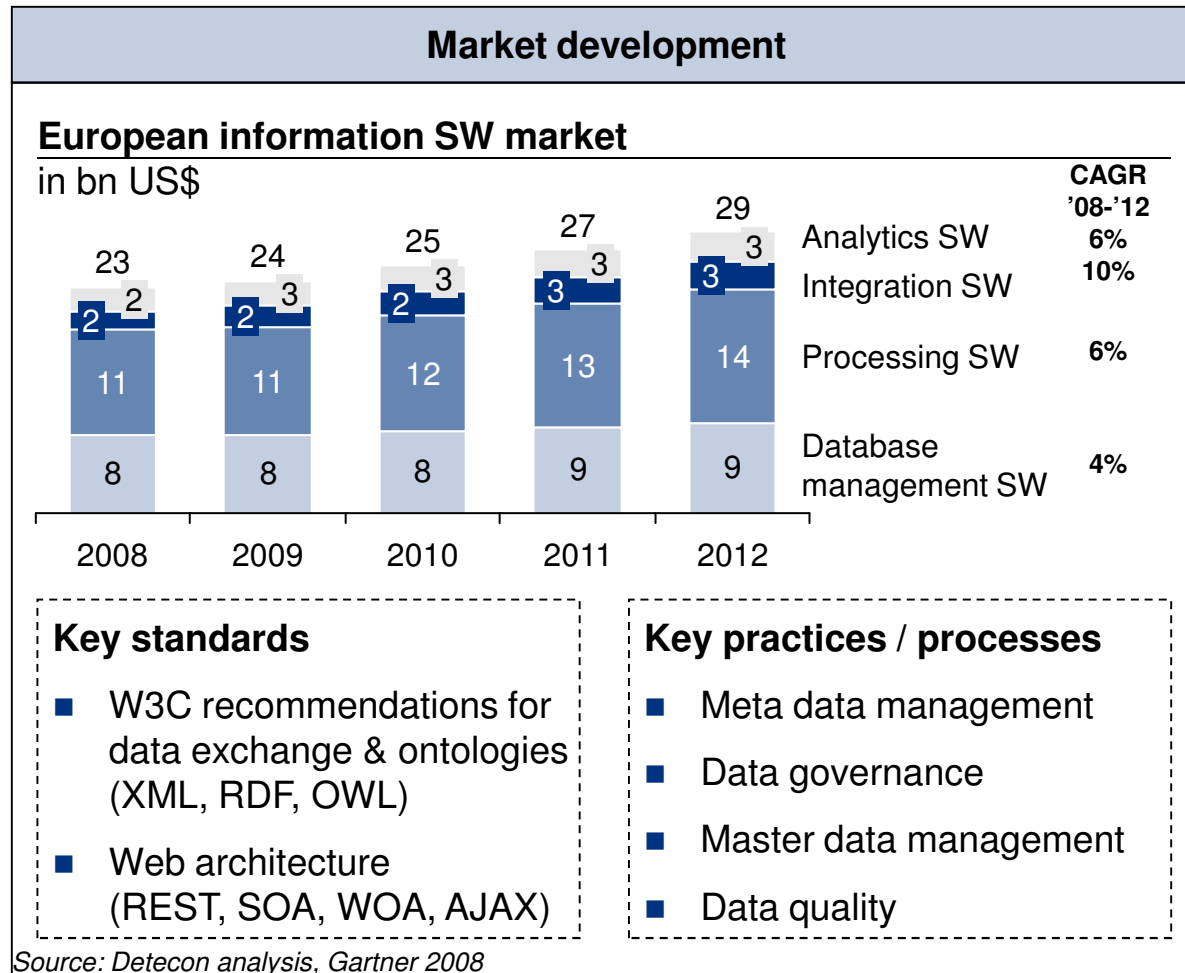 Market development
European information SW market
in bn US$
CAGR
'08-'12
23
24
25
27
29
2
3
3
3
3
Analytics SW
6%
2
2
2
3
3
Integration SW
10%
11
11
12
13
14
Processing SW
6%
8
8
8
9
9
Database
management SW
4%
2008
2009
2010
2011
2012
Key standards
■ W3C recommendations for
data exchange & ontologies
(XML, RDF, OWL)
■ Web architecture
(REST, SOA, WOA, AJAX)
Key practices / processes
■ Meta data management
■ Data governance
■ Master data management
■ Data quality
Source: Detecon analysis, Gartner 2008